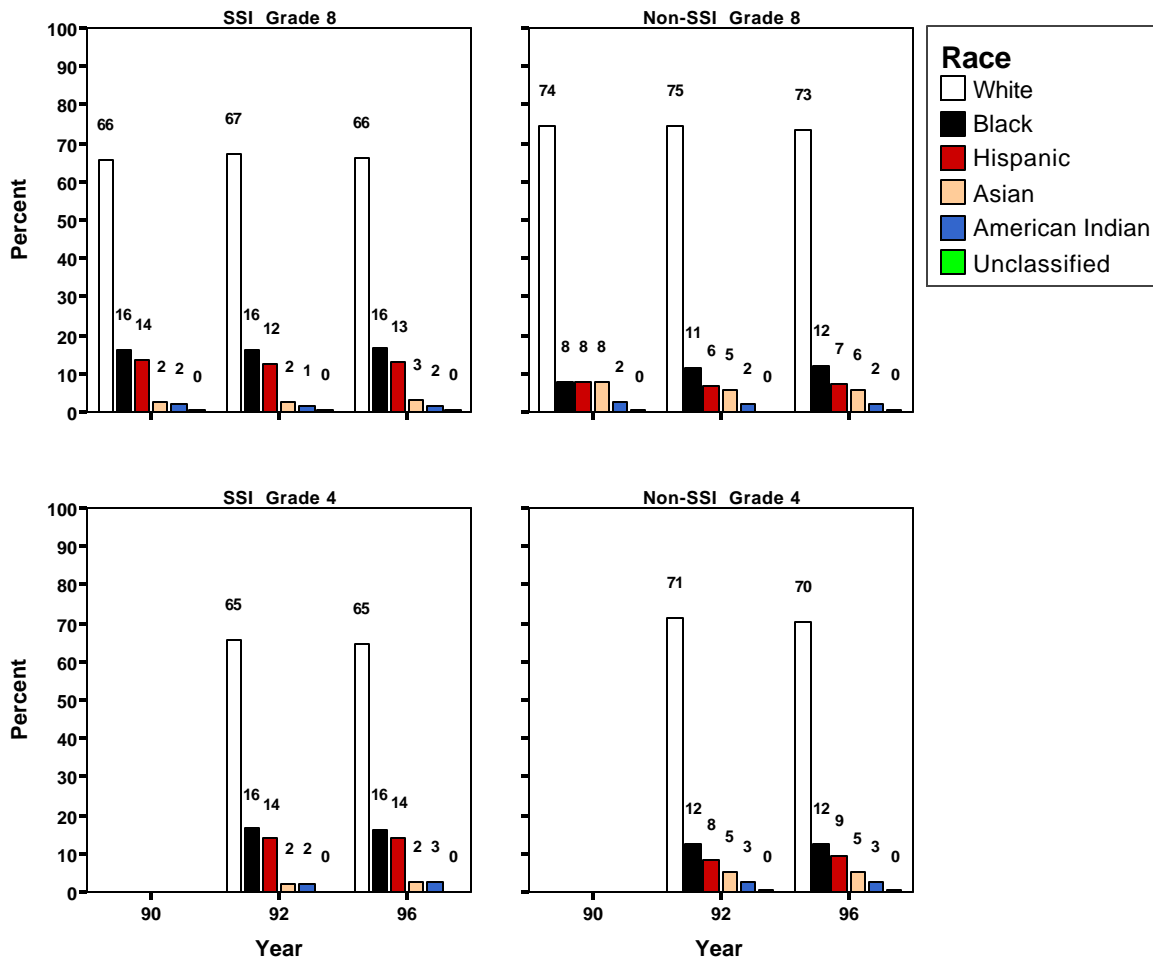 SSI Grade 8
Non-SSI Grade 8
Percent
100
90
80
70
60
50
40
30
20
10
0
66 16 14 2 2 0
67 16 12 2 1 0
66 16 13 3 2 0
74 8 8 8 2 0
75 11 6 5 2 0
73 12 7 6 2 0
Race
White
Black
Hispanic
Asian
American Indian
Unclassified
SSI Grade 4
Non-SSI Grade 4
Percent
100
90
80
70
60
50
40
30
20
10
0
65 16 14 2 2 0
65 16 14 2 3 0
71 12 8 5 3 0
70 12 9 5 3 0
90 92 96
90 92 96
Year
Year